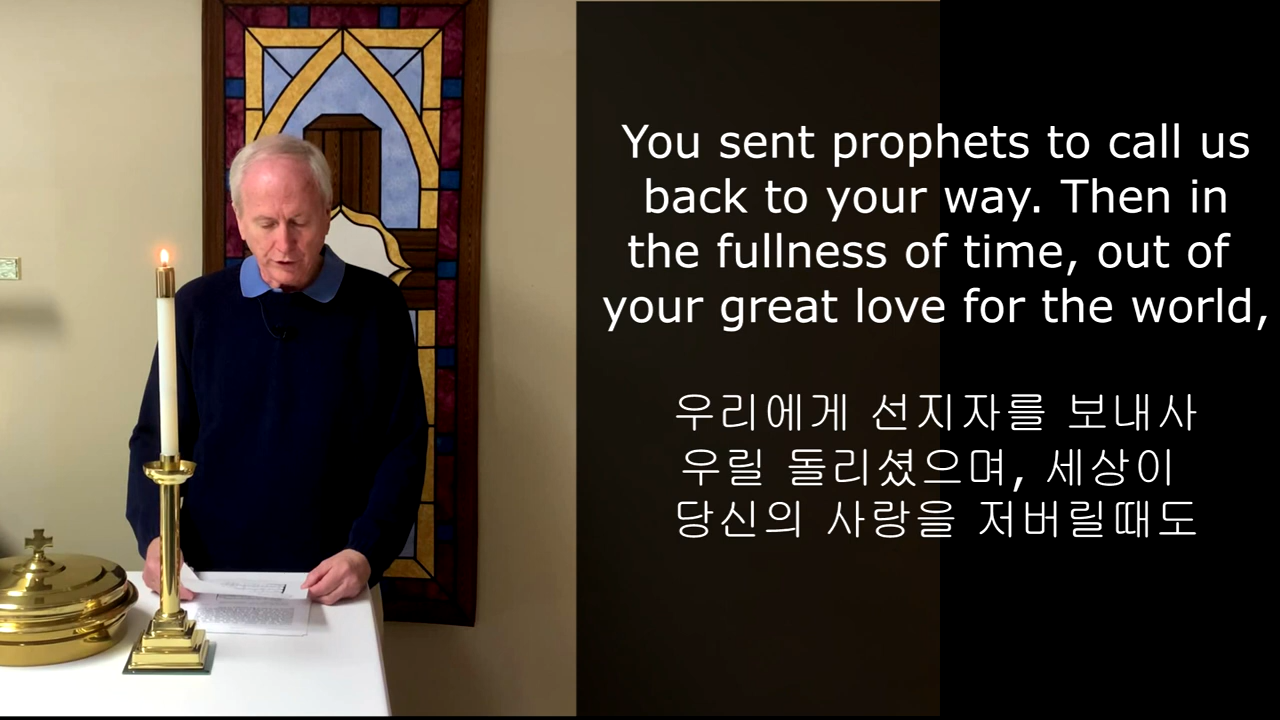 You sent prophets to call us
back to your way. Then in
the fullness of time, out of
your great love for the world,
우리에게 선지자를 보내사
우릴 돌리셨으며, 세상이
당신의 사랑을 저버릴때도